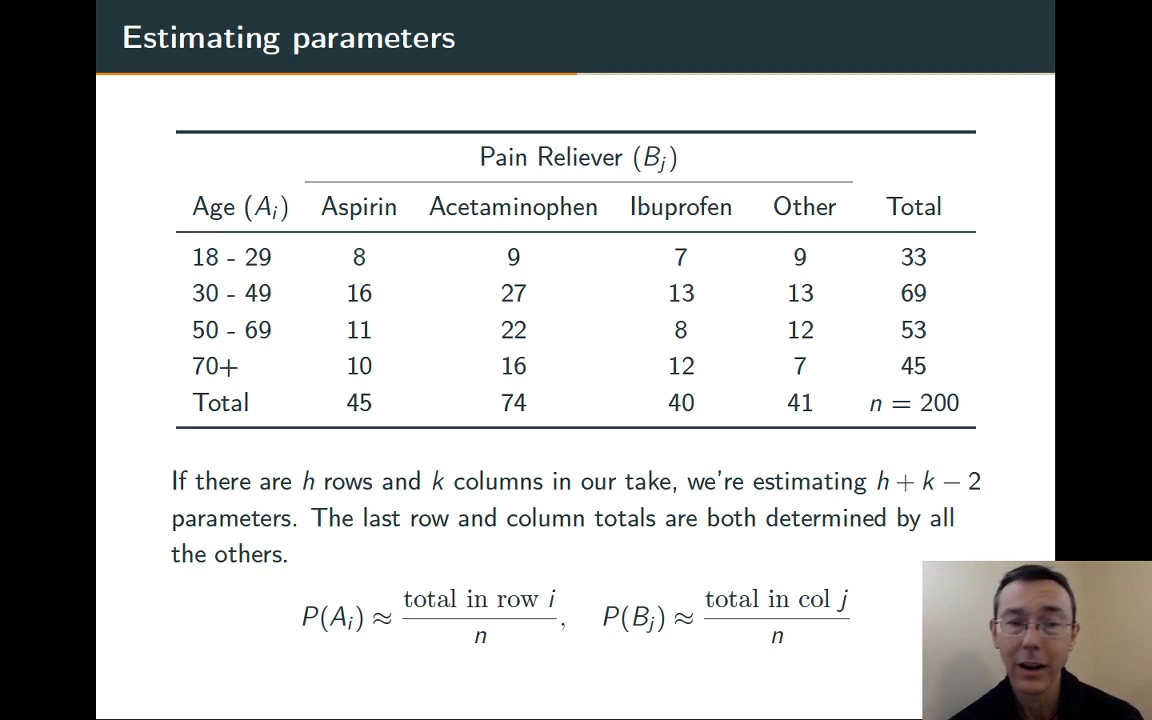 Estimating parameters
Pain Reliever (B_j)
Age (A_i) Aspirin Acetaminophen Ibuprofen Other Total
18 - 29 8 9 7 9 33
30 - 49 16 27 13 13 69
50 - 69 11 22 8 12 53
70+ 10 16 12 7 45
Total 45 74 40 41 n = 200
If there are h rows and k columns in our take, we're estimating h + k − 2
parameters. The last row and column totals are both determined by all
the others.
P(A_i) ≈ total in row i / n, P(B_j) ≈ total in col j / n